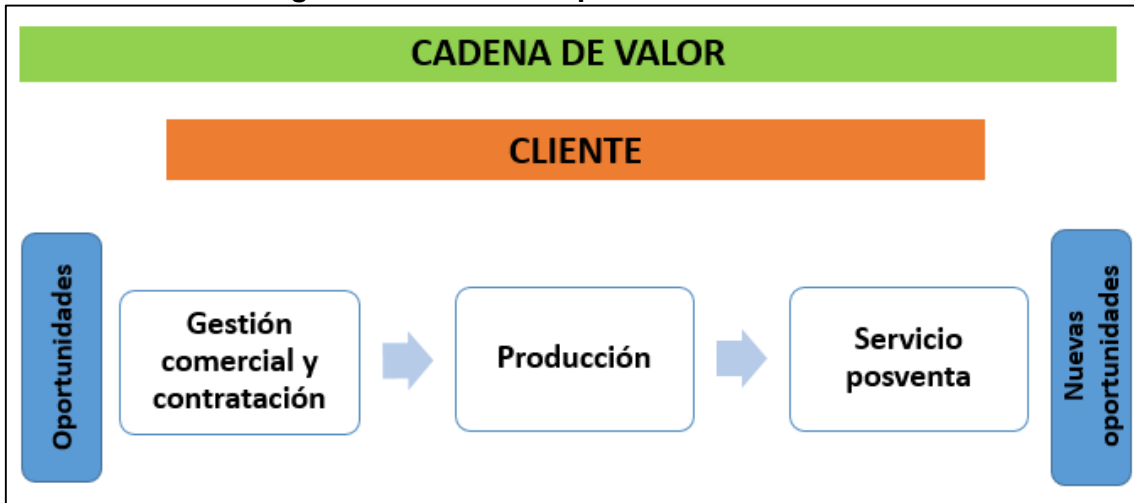 CADENA DE VALOR
CLIENTE
Oportunidades
Gestión
comercial y
contratación
Producción
Servicio
posventa
Nuevas
oportunidades